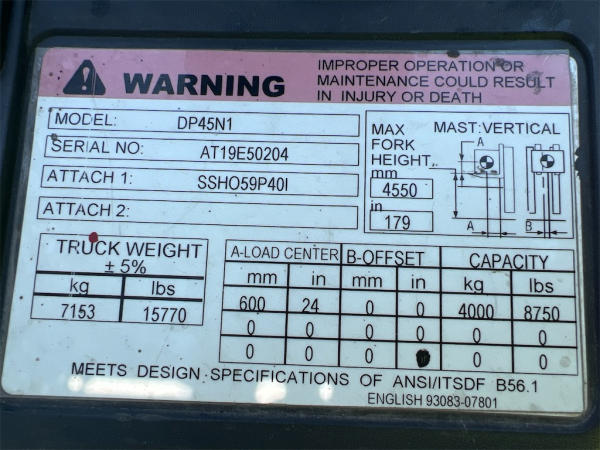 WARNING
IMPROPER OPERATION OR
MAINTENANCE COULD RESULT
IN INJURY OR DEATH
MODEL: DP45N1
SERIAL NO: AT19E50204
ATTACH 1: SSHO59P40I
ATTACH 2:
MAX
FORK
HEIGHT,
mm
4550
in
179
MAST: VERTICAL
A
A B
TRUCK WEIGHT
± 5%
kg lbs
7153 15770
A-LOAD CENTER B-OFFSET CAPACITY
mm in mm in kg lbs
600 24 0 0 4000 8750
0 0 0 0 0 0
0 0 0 0 0
MEETS DESIGN SPECIFICATIONS OF ANSI/ITSDF B56.1
ENGLISH 93083-07801